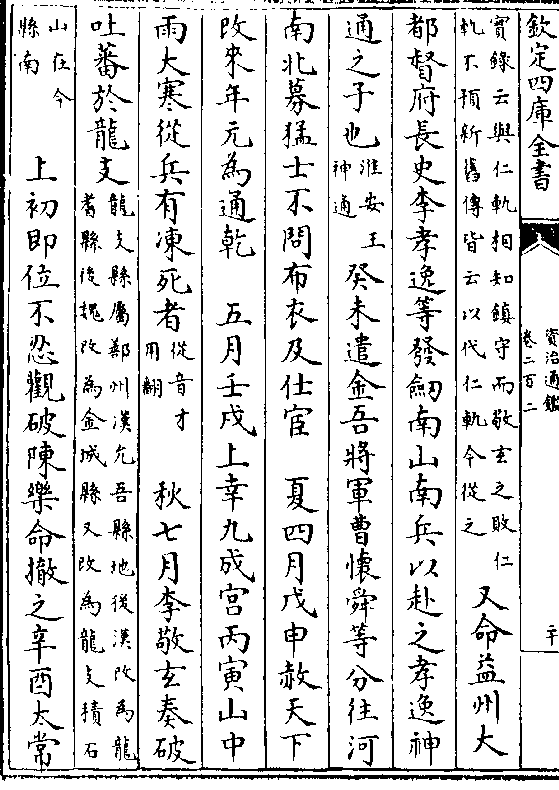 欽定四庫全書
資治通鑑
卷二百二
二十
實錄云與仁軌相知鎮守而敬玄之敗仁
軌不預新舊傳皆云以代仁軌今從之
又命益州大
都督府長史李孝逸等發劒南山南兵以赴之孝逸神
通之子也
淮安王
神通
癸未遣金吾將軍曹懷舜等分往河
南北募猛士不問布衣及仕宦 夏四月戊申赦天下
改來年元為通乾 五月壬戌上幸九成宫丙寅山中
雨大寒從兵有凍死者
從音才
用翻
秋七月李敬玄奏破
吐蕃於龍支
龍支縣屬鄯州漢允吾縣地後漢改為龍
耆縣後魏改為金城縣又改為龍支積石
山在今
縣南
上初即位不忍觀破陳樂命撤之辛酉太常